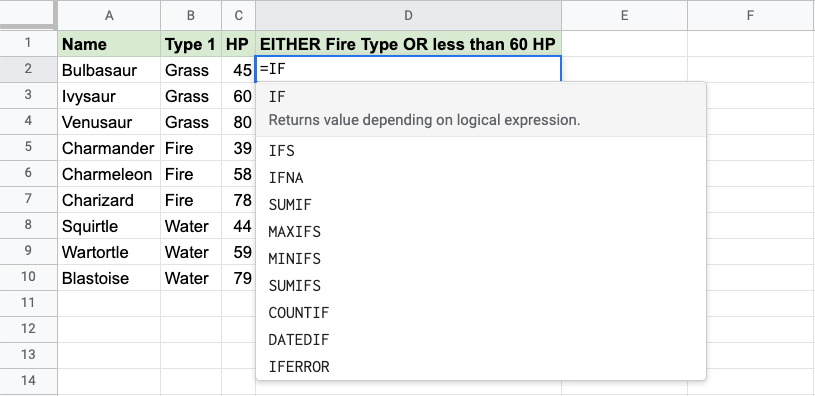 A B C D E F
1 Name Type 1 HP EITHER Fire Type OR less than 60 HP
2 Bulbasaur Grass 45 =IF
3 Ivysaur Grass 60 IF
4 Venusaur Grass 80 Returns value depending on logical expression.
5 Charmander Fire 39 IFS
6 Charmeleon Fire 58 IFNA
7 Charizard Fire 78 SUMIF
8 Squirtle Water 44 MAXIFS
9 Wartortle Water 59 MINIFS
10 Blastoise Water 79 SUMIFS
11 COUNTIF
12 DATEDIF
13 IFERROR
14